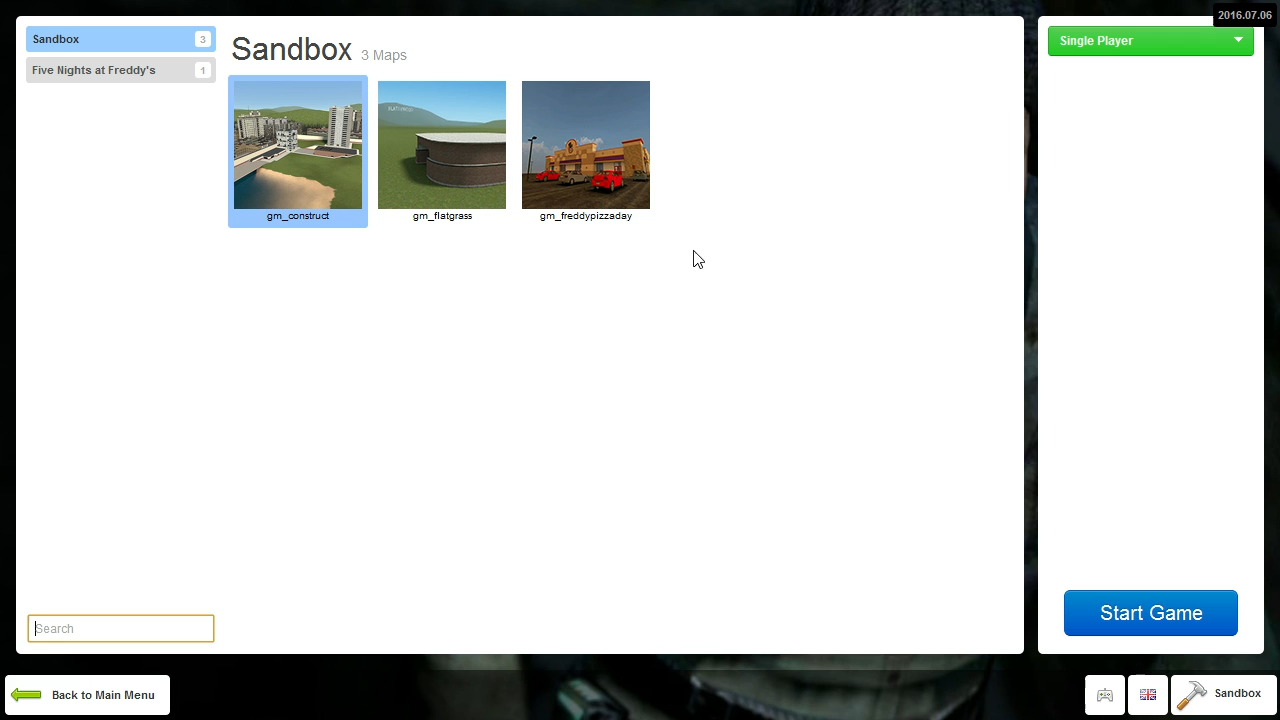 2016.07.06
Sandbox 3
Five Nights at Freddy's 1
Sandbox 3 Maps
gm_construct
gm_flatgrass
gm_freddypizzaday
Search
Single Player
Start Game
Back to Main Menu
Sandbox